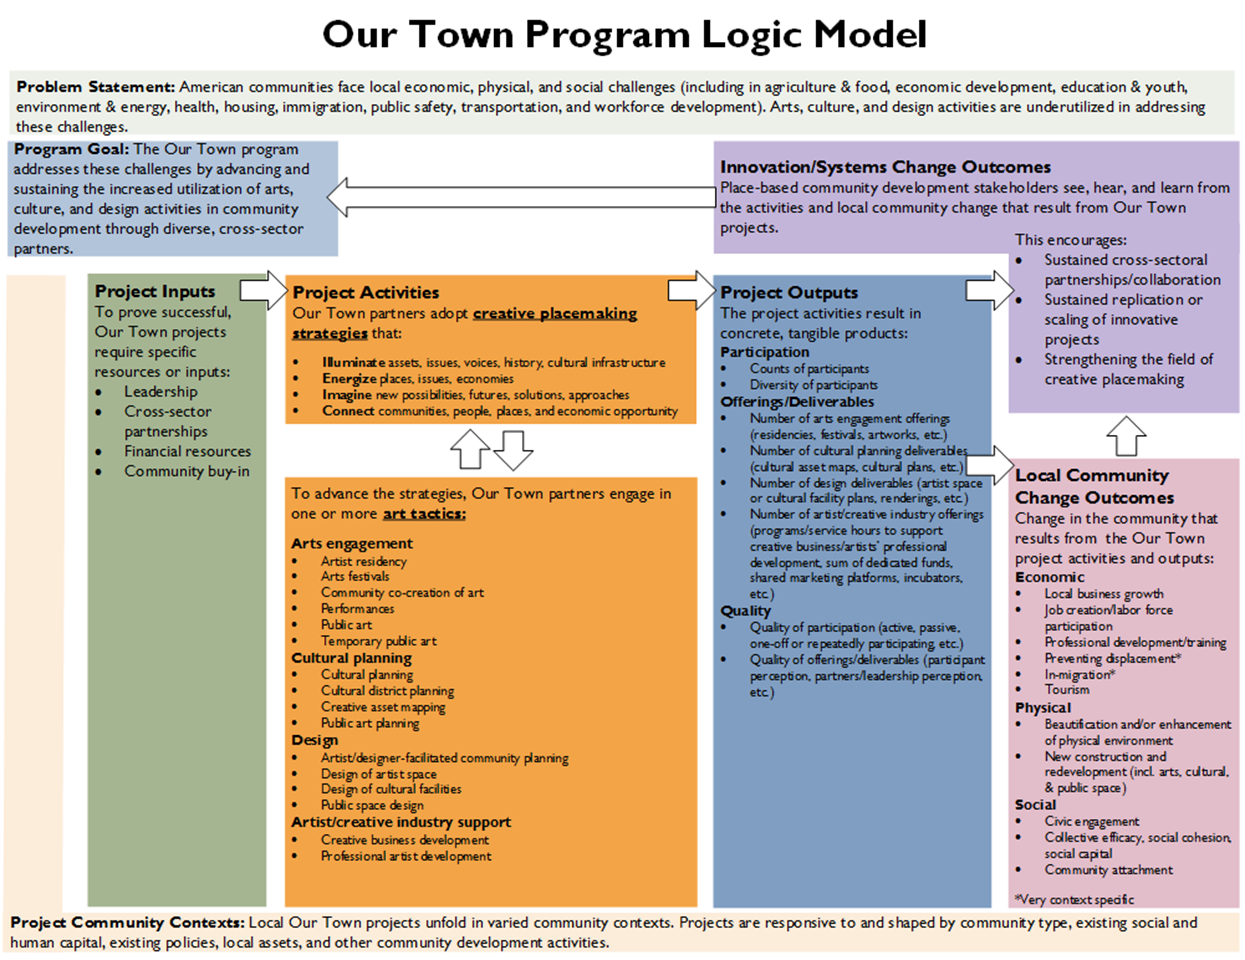 Our Town Program Logic Model
Problem Statement: American communities face local economic, physical, and social challenges (including in agriculture & food, economic development, education & youth,
environment & energy, health, housing, immigration, public safety, transportation, and workforce development). Arts, culture, and design activities are underutilized in addressing
these challenges.
Program Goal: The Our Town program
addresses these challenges by advancing and
sustaining the increased utilization of arts,
culture, and design activities in community
development through diverse, cross-sector
partners.
Innovation/Systems Change Outcomes
Place-based community development stakeholders see, hear, and learn from
the activities and local community change that result from Our Town
projects.
This encourages:
• Sustained cross-sectoral
partnerships/collaboration
• Sustained replication or
scaling of innovative
projects
• Strengthening the field of
creative placemaking
Project Inputs
To prove successful,
Our Town projects
require specific
resources or inputs:
• Leadership
• Cross-sector
partnerships
• Financial resources
• Community buy-in
Project Activities
Our Town partners adopt creative placemaking
strategies that:
• Illuminate assets, issues, voices, history, cultural infrastructure
• Energize places, issues, economies
• Imagine new possibilities, futures, solutions, approaches
• Connect communities, people, places, and economic opportunity
To advance the strategies, Our Town partners engage in
one or more art tactics:
Arts engagement
• Artist residency
• Arts festivals
• Community co-creation of art
• Performances
• Public art
• Temporary public art
Cultural planning
• Cultural planning
• Cultural district planning
• Creative asset mapping
• Public art planning
Design
• Artist/designer-facilitated community planning
• Design of artist space
• Design of cultural facilities
• Public space design
Artist/creative industry support
• Creative business development
• Professional artist development
Project Outputs
The project activities result in
concrete, tangible products:
Participation
• Counts of participants
• Diversity of participants
Offerings/Deliverables
• Number of arts engagement offerings
(residencies, festivals, artworks, etc.)
• Number of cultural planning deliverables
(cultural asset maps, cultural plans, etc.)
• Number of design deliverables (artist space
or cultural facility plans, renderings, etc.)
• Number of artist/creative industry offerings
(programs/service hours to support
creative business/artists' professional
development, sum of dedicated funds,
shared marketing platforms, incubators,
etc.)
Quality
• Quality of participation (active, passive,
one-off or repeatedly participating, etc.)
• Quality of offerings/deliverables (participant
perception, partners/leadership perception,
etc.)
Local Community
Change Outcomes
Change in the community that
results from the Our Town
project activities and outputs:
Economic
• Local business growth
• Job creation/labor force
participation
• Professional development/training
• Preventing displacement*
• In-migration*
• Tourism
Physical
• Beautification and/or enhancement
of physical environment
• New construction and
redevelopment (incl. arts, cultural,
& public space)
Social
• Civic engagement
• Collective efficacy, social cohesion,
social capital
• Community attachment
*Very context specific
Project Community Contexts: Local Our Town projects unfold in varied community contexts. Projects are responsive to and shaped by community type, existing social and
human capital, existing policies, local assets, and other community development activities.